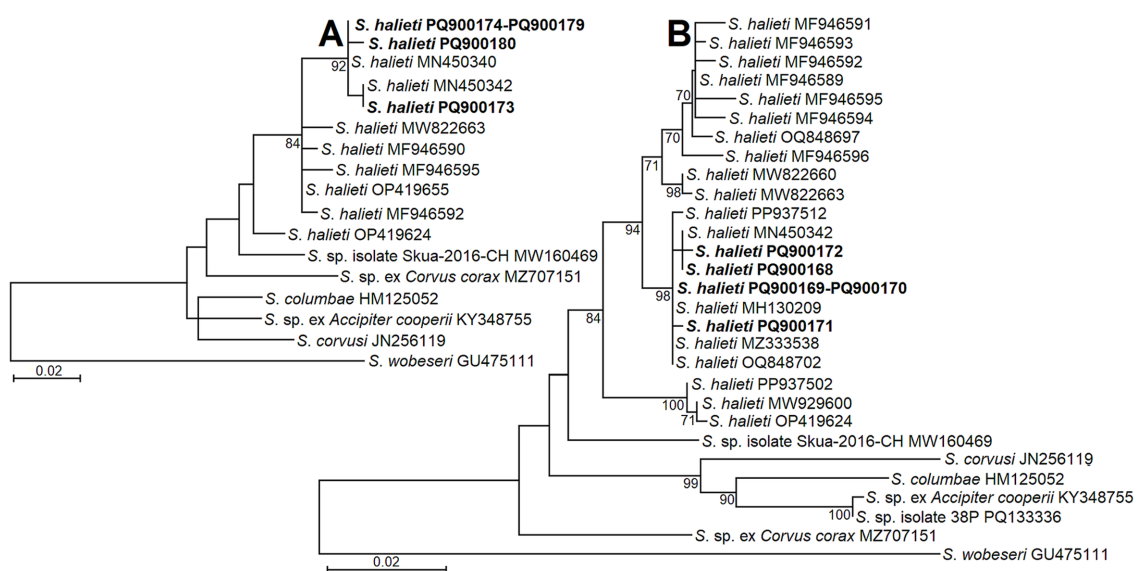 A
S. halieti PQ900174-PQ900179
S. halieti PQ900180
92
S. halieti MN450340
S. halieti MN450342
S. halieti PQ900173
S. halieti MW822663
84
S. halieti MF946590
S. halieti MF946595
S. halieti OP419655
S. halieti MF946592
S. halieti OP419624
S. sp. isolate Skua-2016-CH MW160469
S. sp. ex Corvus corax MZ707151
S. columbae HM125052
S. sp. ex Accipiter cooperii KY348755
S. corvusi JN256119
S. wobeseri GU475111
0.02
B
S. halieti MF946591
S. halieti MF946593
S. halieti MF946592
S. halieti MF946589
70
S. halieti MF946595
S. halieti MF946594
70
S. halieti OQ848697
S. halieti MF946596
71
S. halieti MW822660
98
S. halieti MW822663
S. halieti PP937512
94
S. halieti MN450342
S. halieti PQ900172
S. halieti PQ900168
S. halieti PQ900169-PQ900170
98
S. halieti MH130209
84
S. halieti PQ900171
S. halieti MZ333538
S. halieti OQ848702
S. halieti PP937502
100
S. halieti MW929600
71
S. halieti OP419624
S. sp. isolate Skua-2016-CH MW160469
S. corvusi JN256119
99
S. columbae HM125052
90
S. sp. ex Accipiter cooperii KY348755
100
S. sp. isolate 38P PQ133336
S. sp. ex Corvus corax MZ707151
S. wobeseri GU475111
0.02